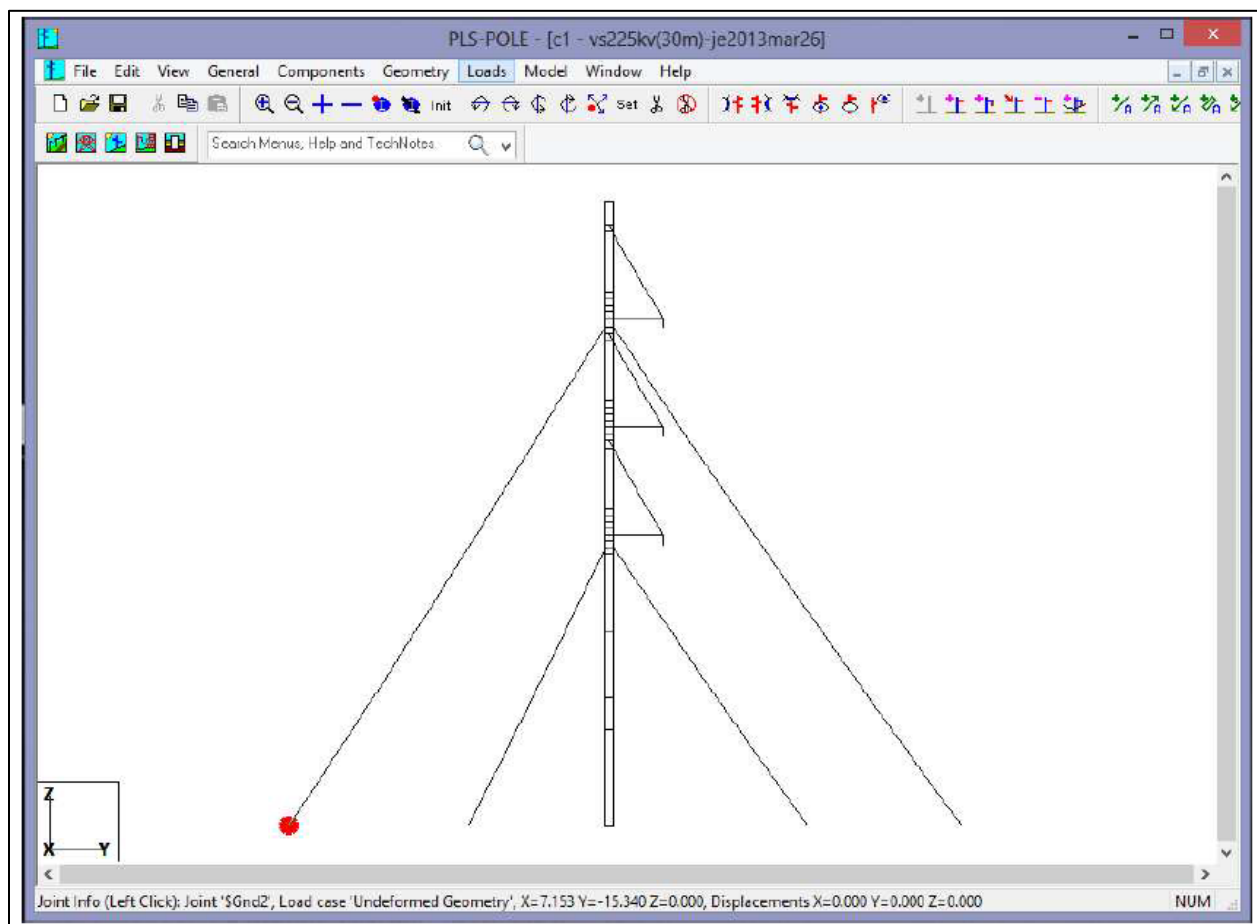 PLS-POLE - [c1 - vs225kv(30m)-je2013mar26]
File Edit View General Components Geometry Loads Model Window Help
Init Set
Search Menus, Help and TechNotes
Z
X Y
Joint Info (Left Click): Joint '$Gnd2', Load case 'Undeformed Geometry', X=7.153 Y=-15.340 Z=0.000, Displacements X=0.000 Y=0.000 Z=0.000 NUM